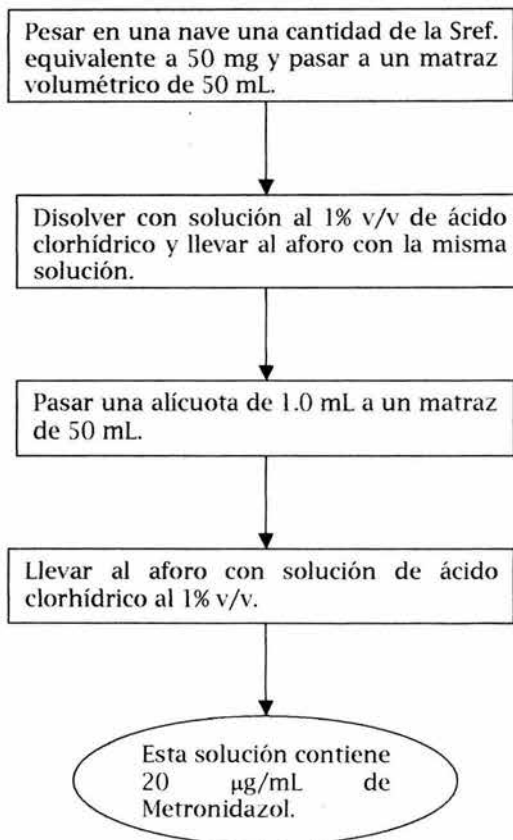 Pesar en una nave una cantidad de la Sref.
equivalente a 50 mg y pasar a un matraz
volumétrico de 50 mL.
Disolver con solución al 1% v/v de ácido
clorhídrico y llevar al aforo con la misma
solución.
Pasar una alícuota de 1.0 mL a un matraz
de 50 mL.
Llevar al aforo con solución de ácido
clorhídrico al 1% v/v.
Esta solución contiene
20 μg/mL de
Metronidazol.